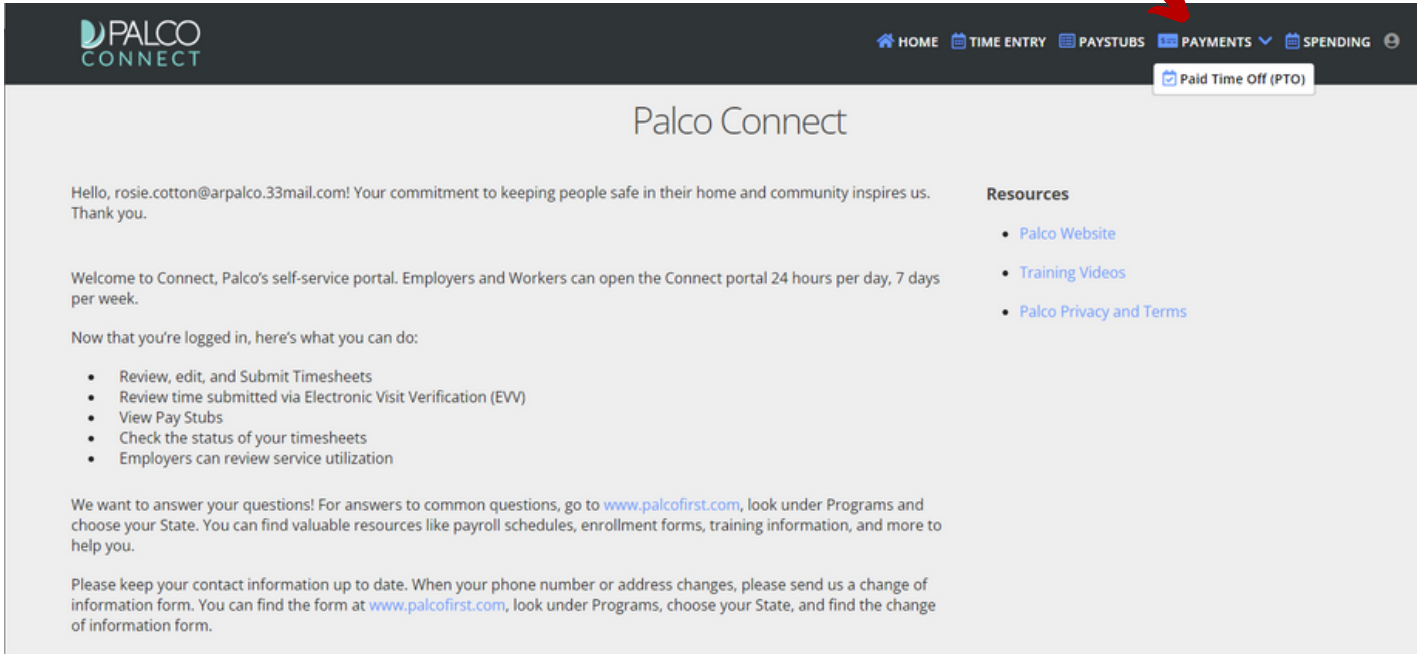 PALCO
CONNECT
HOME TIME ENTRY PAYSTUBS PAYMENTS SPENDING
Paid Time Off (PTO)
Palco Connect
Hello, rosie.cotton@arpalco.33mail.com! Your commitment to keeping people safe in their home and community inspires us.
Thank you.
Welcome to Connect, Palco's self-service portal. Employers and Workers can open the Connect portal 24 hours per day, 7 days
per week.
Now that you're logged in, here's what you can do:
• Review, edit, and Submit Timesheets
• Review time submitted via Electronic Visit Verification (EVV)
• View Pay Stubs
• Check the status of your timesheets
• Employers can review service utilization
We want to answer your questions! For answers to common questions, go to www.palcofirst.com, look under Programs and
choose your State. You can find valuable resources like payroll schedules, enrollment forms, training information, and more to
help you.
Please keep your contact information up to date. When your phone number or address changes, please send us a change of
information form. You can find the form at www.palcofirst.com, look under Programs, choose your State, and find the change
of information form.
Resources
• Palco Website
• Training Videos
• Palco Privacy and Terms